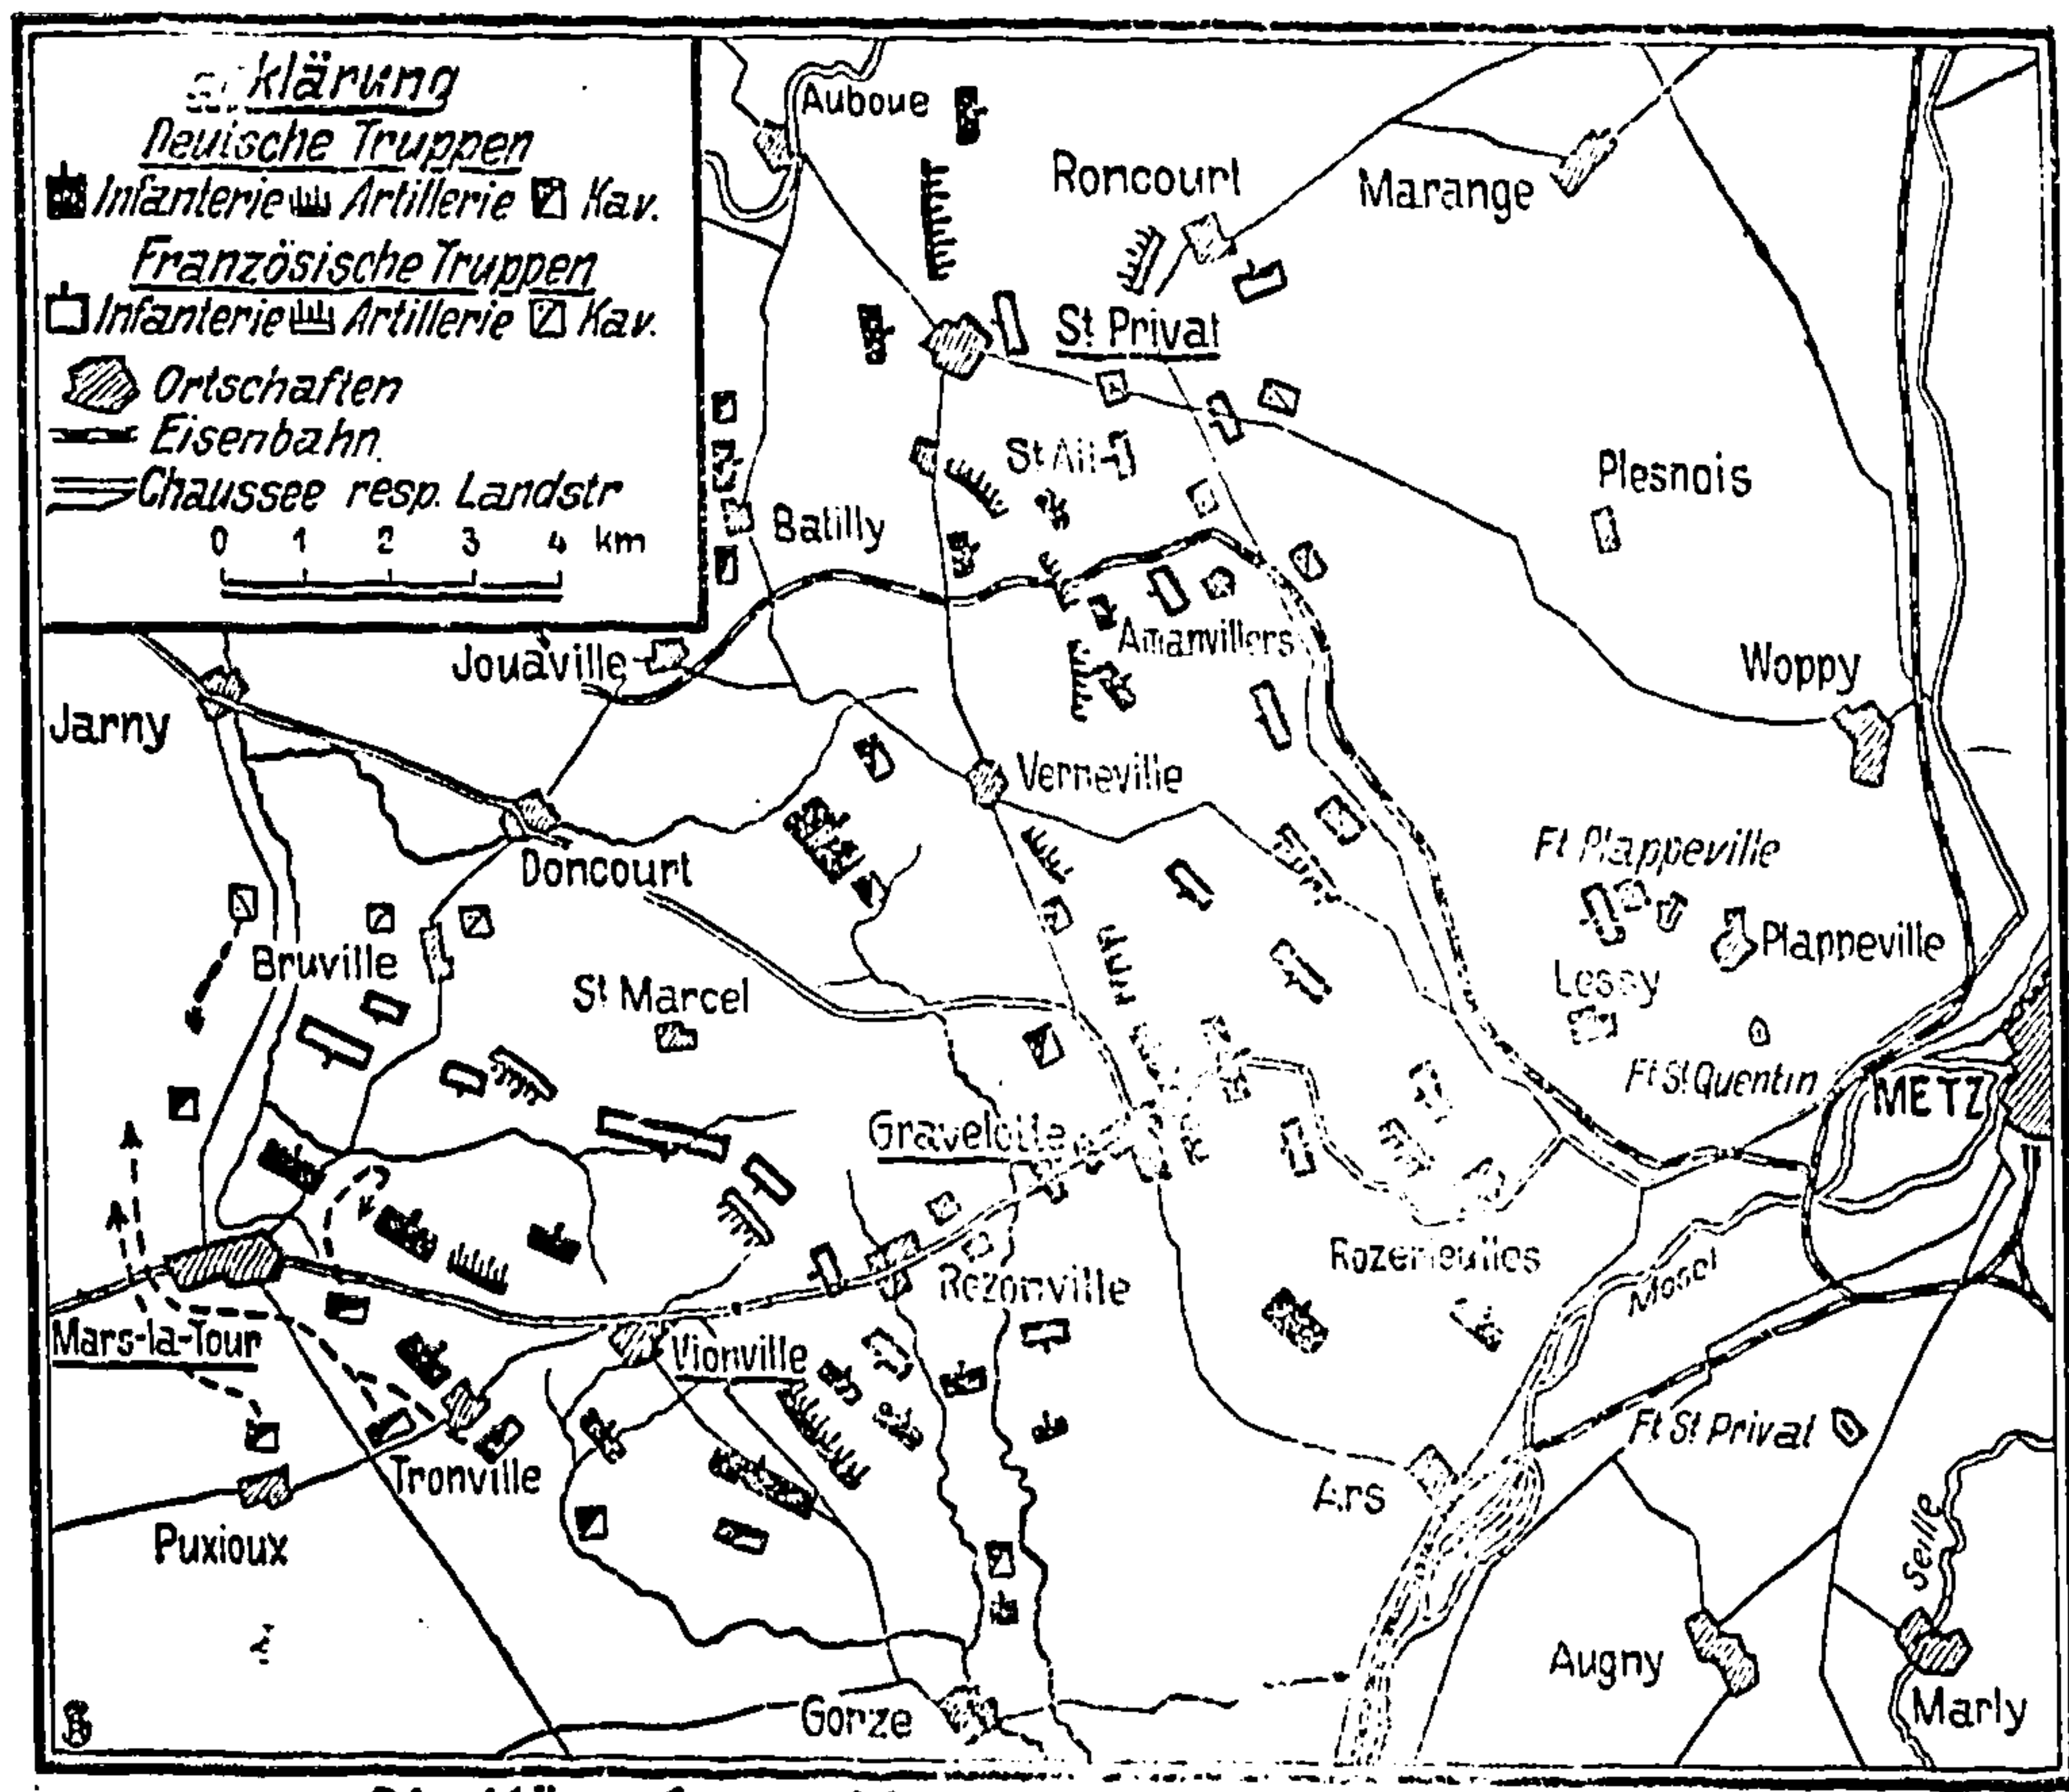 klärung
Deutsche Truppen
Infanterie Artillerie Kav.
Französische Truppen
Infanterie Artillerie Kav.
Ortschaften
Eisenbahn.
Chaussee resp. Landstr
0 1 2 3 4 km
Auboue
Roncourt
Marange
St Privat
St Ail
Plesnois
Batilly
Amanvillers
Jouaville
Woppy
Jarny
Verneville
Ft Plappeville
Doncourt
Plappeville
Bruville
Lessy
St Marcel
Ft St Quentin
METZ
Gravelotte
Rozerieulles
Rezonville
Mosel
Mars-la-Tour
Vionville
Ft St Privat
Tronville
Ars
Puxioux
Seille
Augny
Gorze
Marly